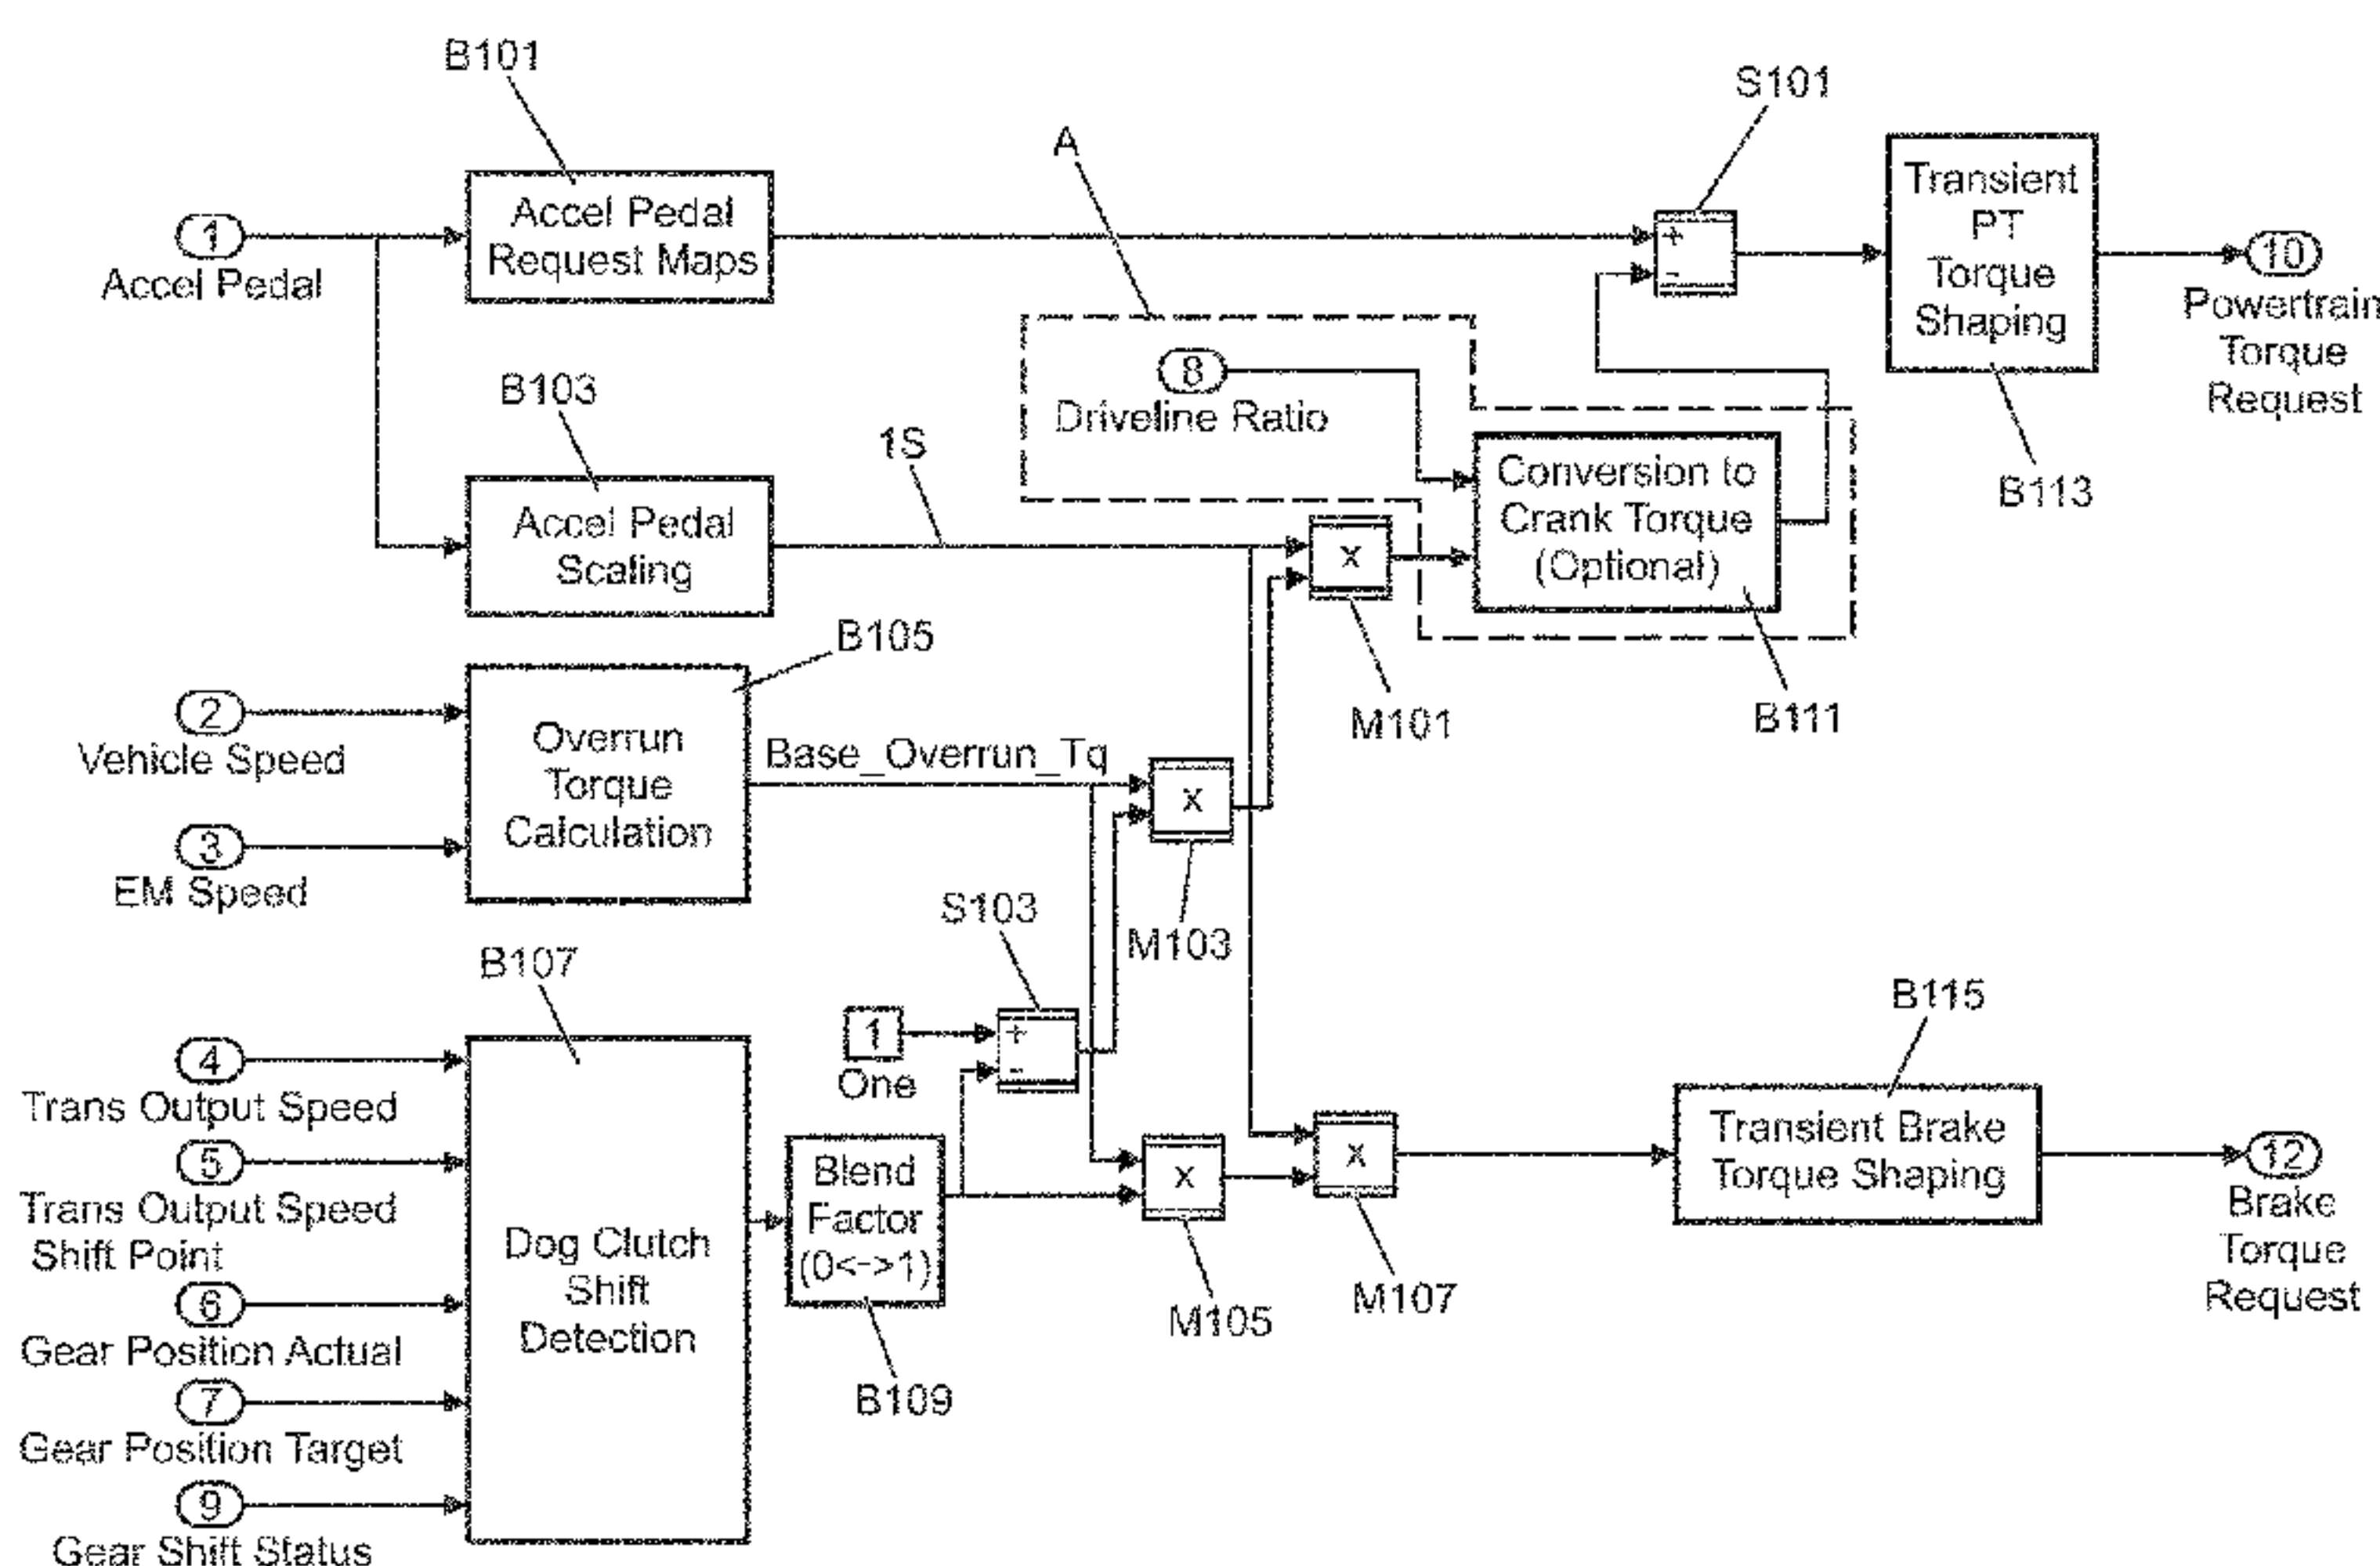 B101
S101
A
Accel Pedal
Request Maps
1
Accel Pedal
+
-
Transient
PT
Torque
Shaping
10
Powertrain
Torque
Request
B113
B103
8
Driveline Ratio
1S
Accel Pedal
Scaling
x
M101
Conversion to
Crank Torque
(Optional)
B111
B105
2
Vehicle Speed
3
EM Speed
Overrun
Torque
Calculation
Base_Overrun_Tq
x
M103
S103
B107
4
Trans Output Speed
5
Trans Output Speed
Shift Point
6
Gear Position Actual
7
Gear Position Target
9
Gear Shift Status
Dog Clutch
Shift
Detection
1
One
+
-
Blend
Factor
(0<->1)
B109
x
M105
x
M107
B115
Transient Brake
Torque Shaping
12
Brake
Torque
Request